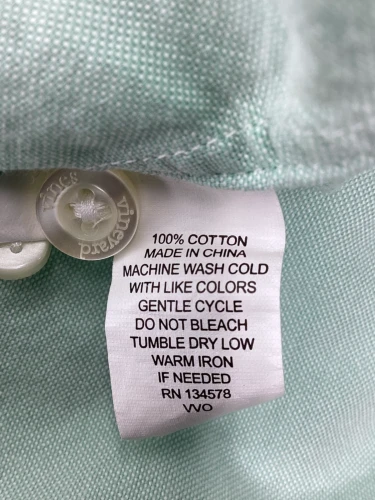 vineyard
vines
100% COTTON
MADE IN CHINA
MACHINE WASH COLD
WITH LIKE COLORS
GENTLE CYCLE
DO NOT BLEACH
TUMBLE DRY LOW
WARM IRON
IF NEEDED
RN 134578
VVO